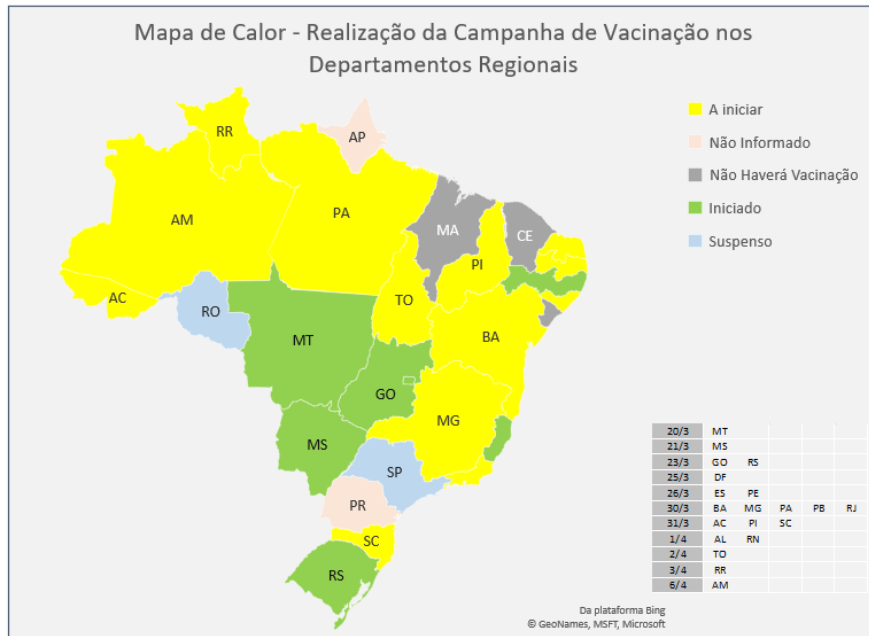 Mapa de Calor - Realização da Campanha de Vacinação nos
Departamentos Regionais
A iniciar
Não Informado
Não Haverá Vacinação
Iniciado
Suspenso
RR
AP
AM
PA
MA
CE
PI
AC
TO
RO
BA
MT
GO
MG
MS
SP
PR
SC
RS
20/3 MT
21/3 MS
23/3 GO RS
25/3 DF
26/3 ES PE
30/3 BA MG PA PB RJ
31/3 AC PI SC
1/4 AL RN
2/4 TO
3/4 RR
6/4 AM
Da plataforma Bing
© GeoNames, MSFT, Microsoft